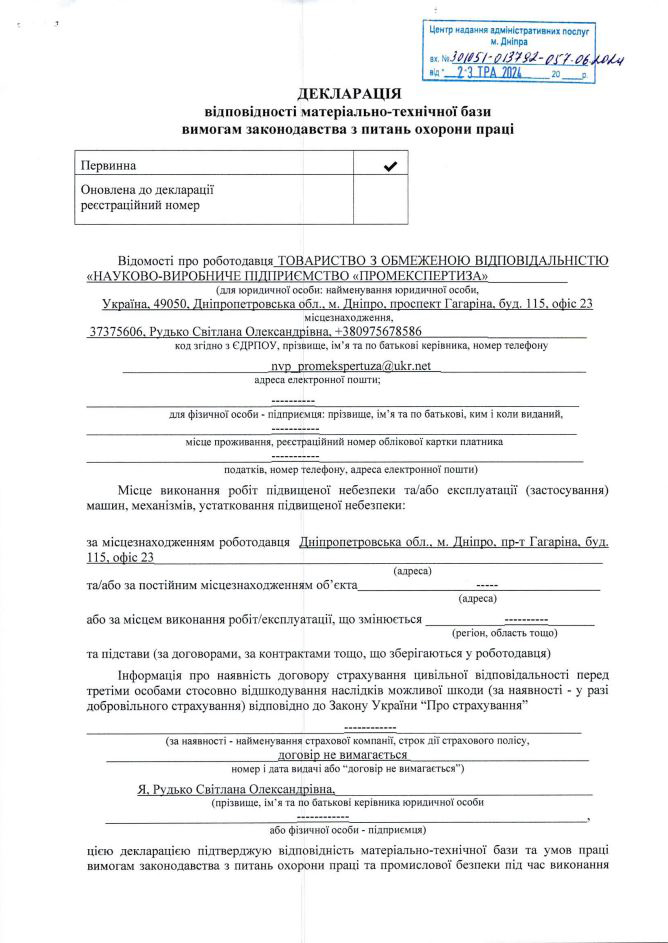 Центр надання адміністративних послуг
м. Дніпра
вх. № 301051-013792-057-06.2024
від " 23 ТРА 2024 20 р.
ДЕКЛАРАЦІЯ
відповідності матеріально-технічної бази
вимогам законодавства з питань охорони праці
Первинна ✔
Оновлена до декларації
реєстраційний номер
Відомості про роботодавця ТОВАРИСТВО З ОБМЕЖЕНОЮ ВІДПОВІДАЛЬНІСТЮ
«НАУКОВО-ВИРОБНИЧЕ ПІДПРИЄМСТВО «ПРОМЕКСПЕРТИЗА»
(для юридичної особи: найменування юридичної особи,
Україна, 49050, Дніпропетровська обл., м. Дніпро, проспект Гагаріна, буд. 115, офіс 23
місцезнаходження,
37375606, Рудько Світлана Олександрівна, +380975678586
код згідно з ЄДРПОУ, прізвище, ім’я та по батькові керівника, номер телефону
nvp_promekspertuza@ukr.net
адреса електронної пошти;
----------
для фізичної особи - підприємця: прізвище, ім’я та по батькові, ким і коли виданий,
-----------
місце проживання, реєстраційний номер облікової картки платника
-----------
податків, номер телефону, адреса електронної пошти)
Місце виконання робіт підвищеної небезпеки та/або експлуатації (застосування)
машин, механізмів, устатковання підвищеної небезпеки:
за місцезнаходженням роботодавця Дніпропетровська обл., м. Дніпро, пр-т Гагаріна, буд.
115, офіс 23
(адреса)
та/або за постійним місцезнаходженням об’єкта -----
(адреса)
або за місцем виконання робіт/експлуатації, що змінюється ----------
(регіон, область тощо)
та підстави (за договорами, за контрактами тощо, що зберігаються у роботодавця)
Інформація про наявність договору страхування цивільної відповідальності перед
третіми особами стосовно відшкодування наслідків можливої шкоди (за наявності - у разі
добровільного страхування) відповідно до Закону України “Про страхування”
------------
(за наявності - найменування страхової компанії, строк дії страхового полісу,
договір не вимагається
номер і дата видачі або “договір не вимагається”)
Я, Рудько Світлана Олександрівна,
(прізвище, ім’я та по батькові керівника юридичної особи
------------ ,
або фізичної особи - підприємця)
цією декларацією підтверджую відповідність матеріально-технічної бази та умов праці
вимогам законодавства з питань охорони праці та промислової безпеки під час виконання